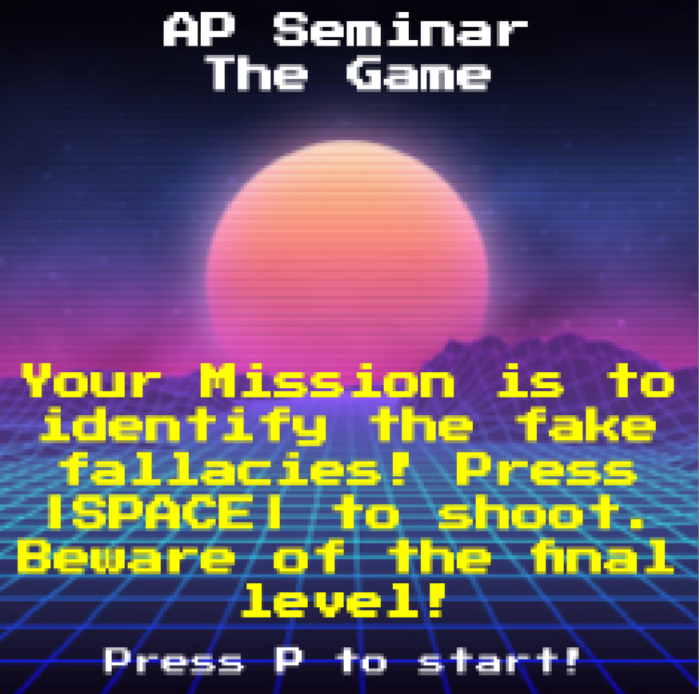 AP Seminar
The Game
Your Mission is to
identify the fake
fallacies! Press
|SPACE| to shoot.
Beware of the final
level!
Press P to start!